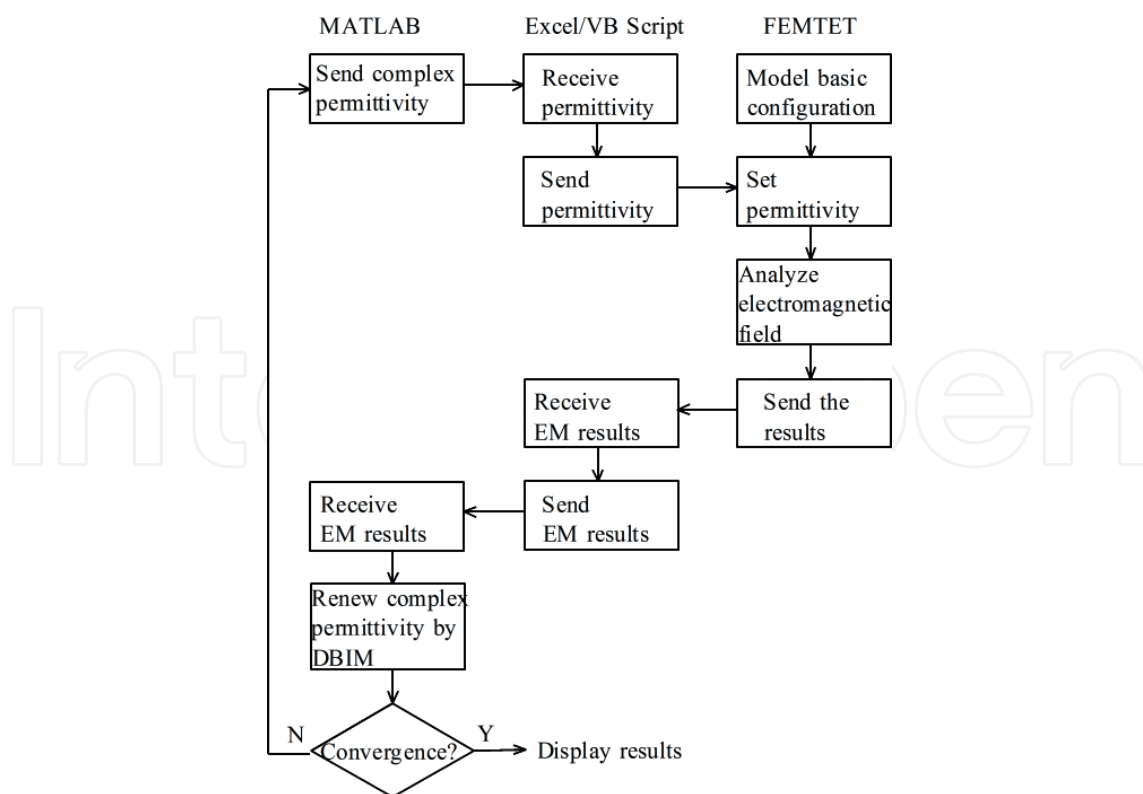 MATLAB
Excel/VB Script
FEMTET
Send complex
permittivity
Receive
permittivity
Model basic
configuration
Send
permittivity
Set
permittivity
Analyze
electromagnetic
field
Receive
EM results
Send the
results
Receive
EM results
Send
EM results
Renew complex
permittivity by
DBIM
N
Convergence?
Y
Display results